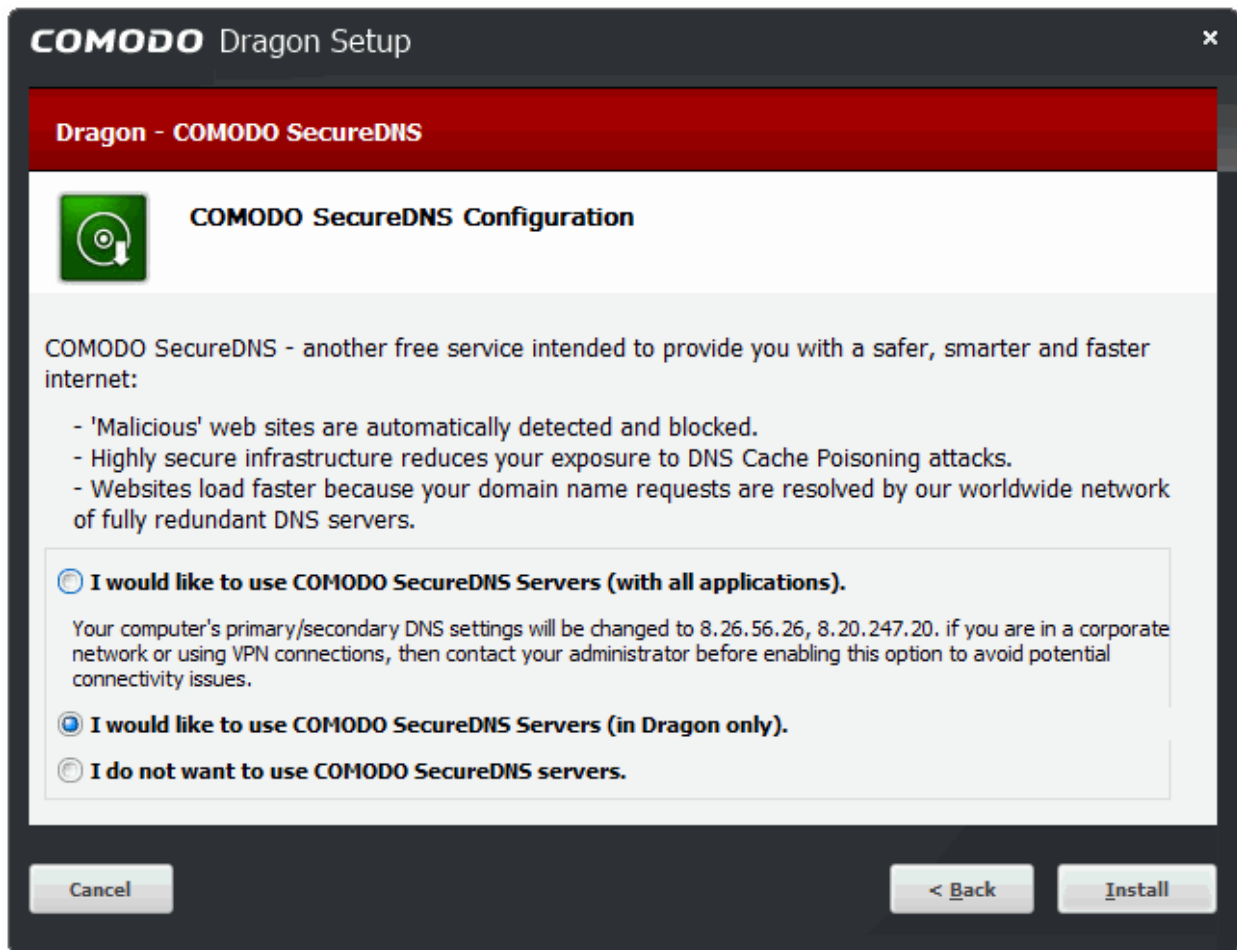 COMODO Dragon Setup
Dragon - COMODO SecureDNS
COMODO SecureDNS Configuration
COMODO SecureDNS - another free service intended to provide you with a safer, smarter and faster
internet:
- 'Malicious' web sites are automatically detected and blocked.
- Highly secure infrastructure reduces your exposure to DNS Cache Poisoning attacks.
- Websites load faster because your domain name requests are resolved by our worldwide network
of fully redundant DNS servers.
I would like to use COMODO SecureDNS Servers (with all applications).
Your computer's primary/secondary DNS settings will be changed to 8.26.56.26, 8.20.247.20. if you are in a corporate
network or using VPN connections, then contact your administrator before enabling this option to avoid potential
connectivity issues.
I would like to use COMODO SecureDNS Servers (in Dragon only).
I do not want to use COMODO SecureDNS servers.
Cancel
< Back
Install